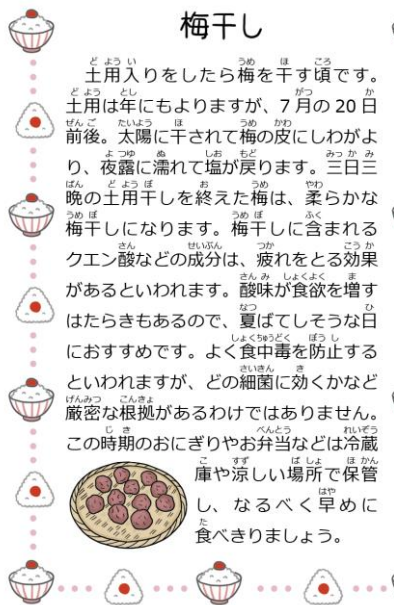 梅干し
土用入りをしたら梅を干す頃です。
土用は年にもよりますが、7月の20日
前後。太陽に干されて梅の皮にしわがよ
り、夜露に濡れて塩が戻ります。三日三
晩の土用干しを終えた梅は、柔らかな
梅干しになります。梅干しに含まれる
クエン酸などの成分は、疲れをとる効果
があるといわれます。酸味が食欲を増す
はたらきもあるので、夏ばてしそうな日
におすすめです。よく食中毒を防止する
といわれますが、どの細菌に効くかなど
厳密な根拠があるわけではありません。
この時期のおにぎりやお弁当などは冷蔵
庫や涼しい場所で保管
し、なるべく早めに
食べきりましょう。